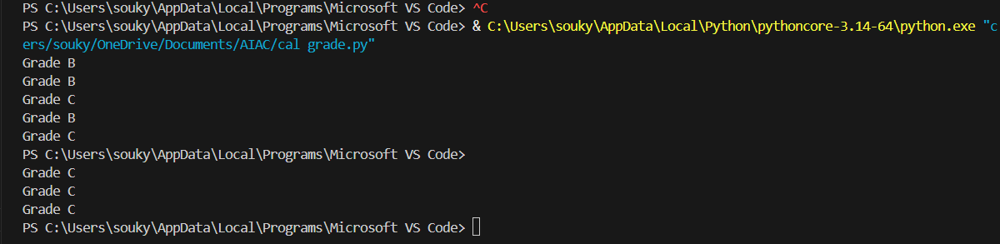 PS C:\Users\souky\AppData\Local\Programs\Microsoft VS Code> ^C
PS C:\Users\souky\AppData\Local\Programs\Microsoft VS Code> & C:\Users\souky\AppData\Local\Python\pythoncore-3.14-64\python.exe "c
ers/souky/OneDrive/Documents/AIAC/cal grade.py"
Grade B
Grade B
Grade C
Grade B
Grade C
PS C:\Users\souky\AppData\Local\Programs\Microsoft VS Code>
Grade C
Grade C
Grade C
PS C:\Users\souky\AppData\Local\Programs\Microsoft VS Code>